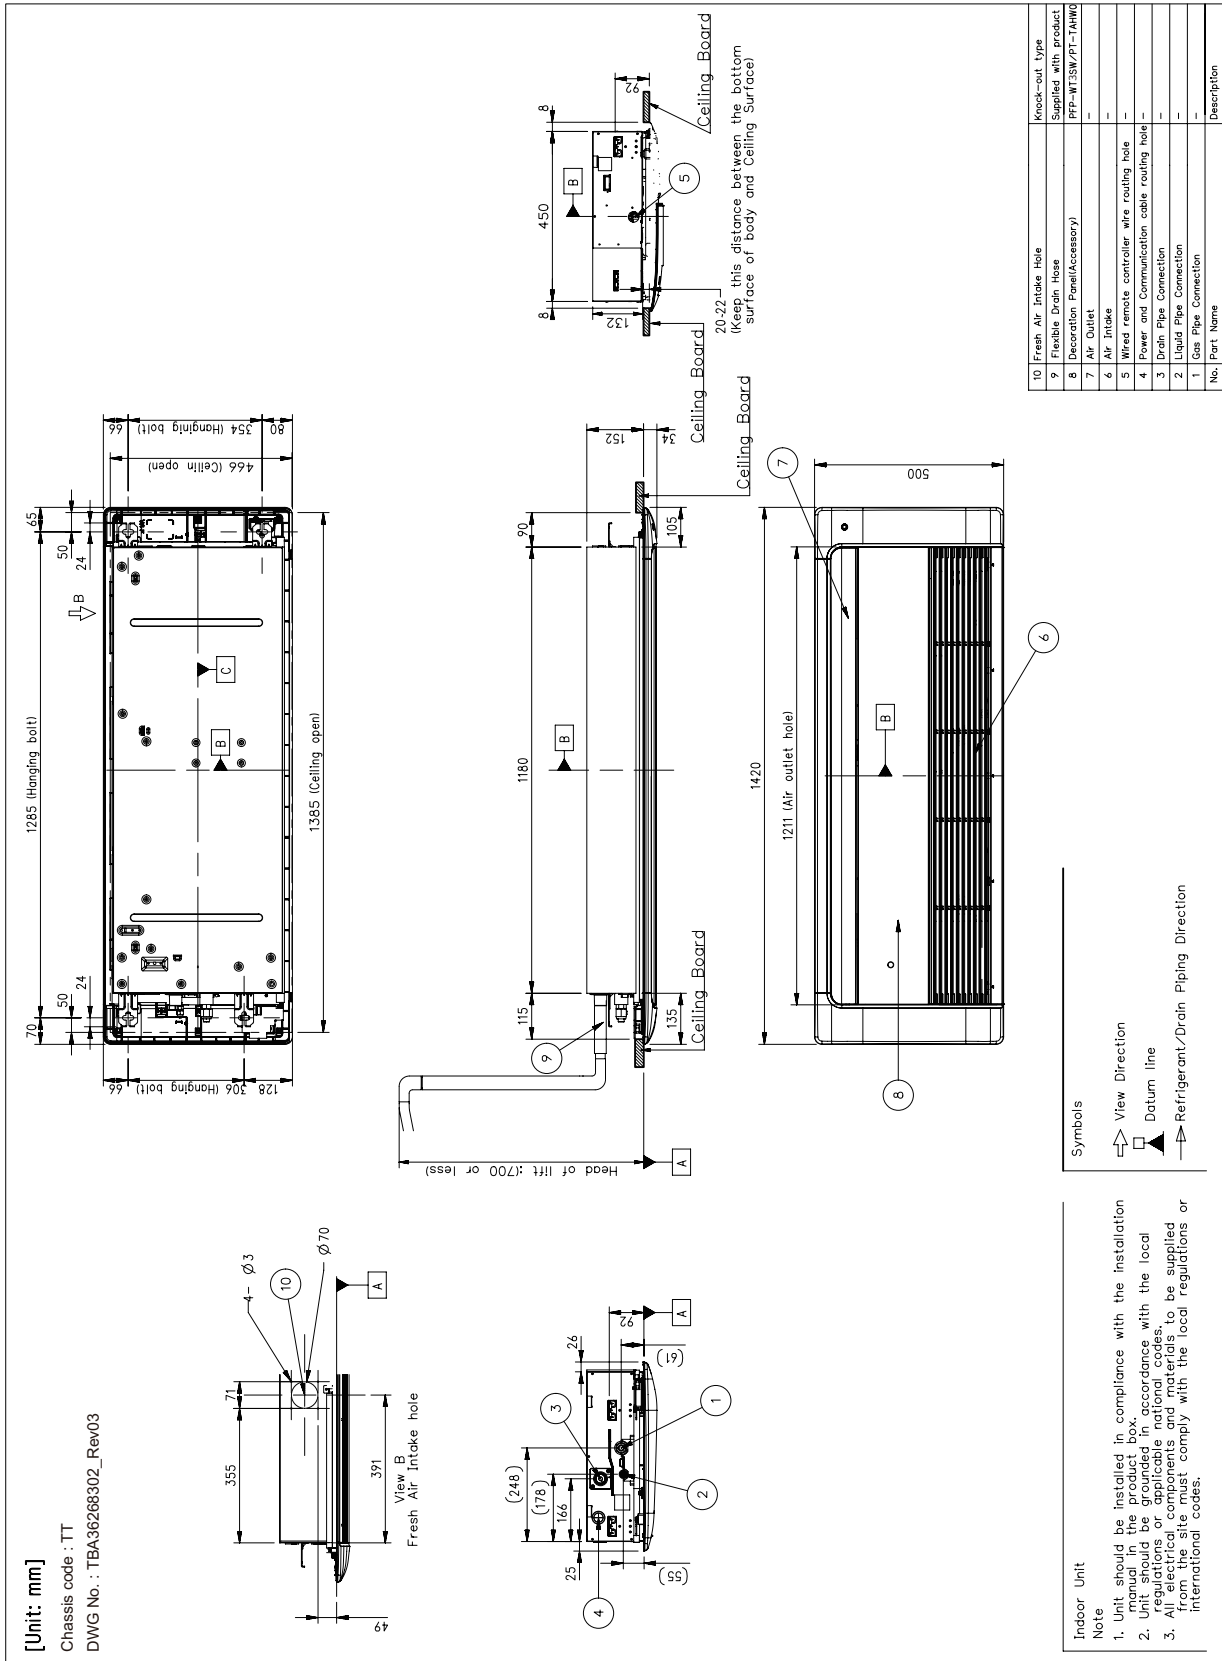 [Unit: mm]
Chassis code : TT
DWG No. : TBA36268302_Rev03
70
50
24
1285 (Hanging bolt)
24
50
65
66
306 (Hanging bolt)
128
66
354 (Hanginig bolt)
80
466 (Ceillin open)
1385 (Ceiling open)
B
B
C
8
450
8
B
132
92
5
Ceiling Board
Ceiling Board
20-22
(Keep this distance between the bottom
surface of body and Ceiling Surface)
355
71
4- Ø3
10
Ø70
49
391
A
View B
Fresh Air Intake hole
Head of lift :(700 or less)
A
9
115
1180
90
B
152
34
135
105
Ceiling Board
Ceiling Board
(248)
(178)
166
25
26
3
4
1
2
92
(61)
(55)
A
1420
1211 (Air outlet hole)
500
B
7
6
8
10 Fresh Air Intake Hole Knock-out type
9 Flexible Drain Hose Supplied with product
8 Decoration Panel(Accessory) PFP-WT3SW/PT-TAHW0
7 Air Outlet –
6 Air Intake –
5 Wired remote controller wire routing hole –
4 Power and Communication cable routing hole –
3 Drain Pipe Connection –
2 Liquid Pipe Connection –
1 Gas Pipe Connection –
No. Part Name Description
Indoor Unit
Note
1. Unit should be installed in compliance with the installation
manual in the product box.
2. Unit should be grounded in accordance with the local
regulations or applicable national codes.
3. All electrical components and materials to be supplied
from the site must comply with the local regulations or
international codes.
Symbols
View Direction
Datum line
Refrigerant/Drain Piping Direction